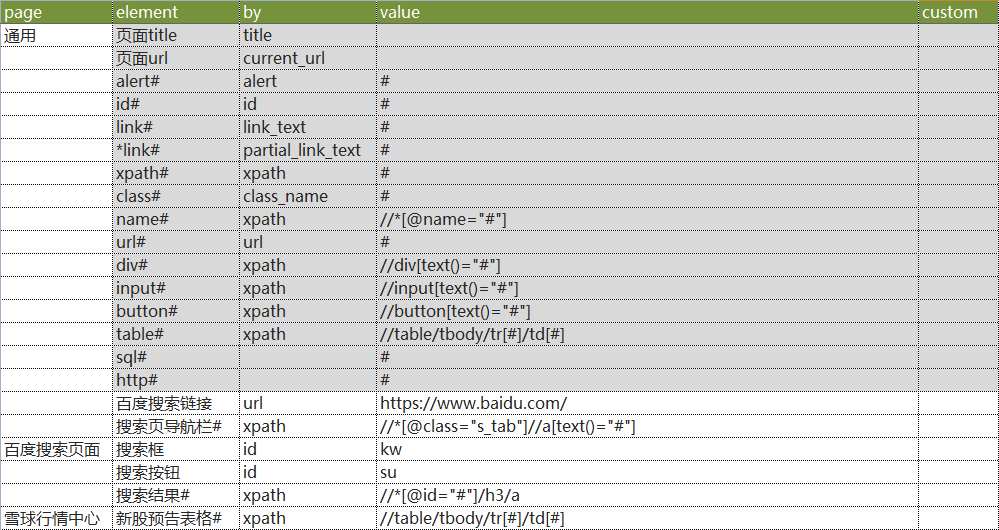 page element by value custom
通用 页面title title
页面url current_url
alert# alert #
id# id #
link# link_text #
*link# partial_link_text #
xpath# xpath #
class# class_name #
name# xpath //*[@name="#"]
url# url #
div# xpath //div[text()="#"]
input# xpath //input[text()="#"]
button# xpath //button[text()="#"]
table# xpath //table/tbody/tr[#]/td[#]
sql# #
http# #
百度搜索链接 url https://www.baidu.com/
搜索页导航栏# xpath //*[@class="s_tab"]//a[text()="#"]
百度搜索页面 搜索框 id kw
搜索按钮 id su
搜索结果# xpath //*[@id="#"]/h3/a
雪球行情中心 新股预告表格# xpath //table/tbody/tr[#]/td[#]